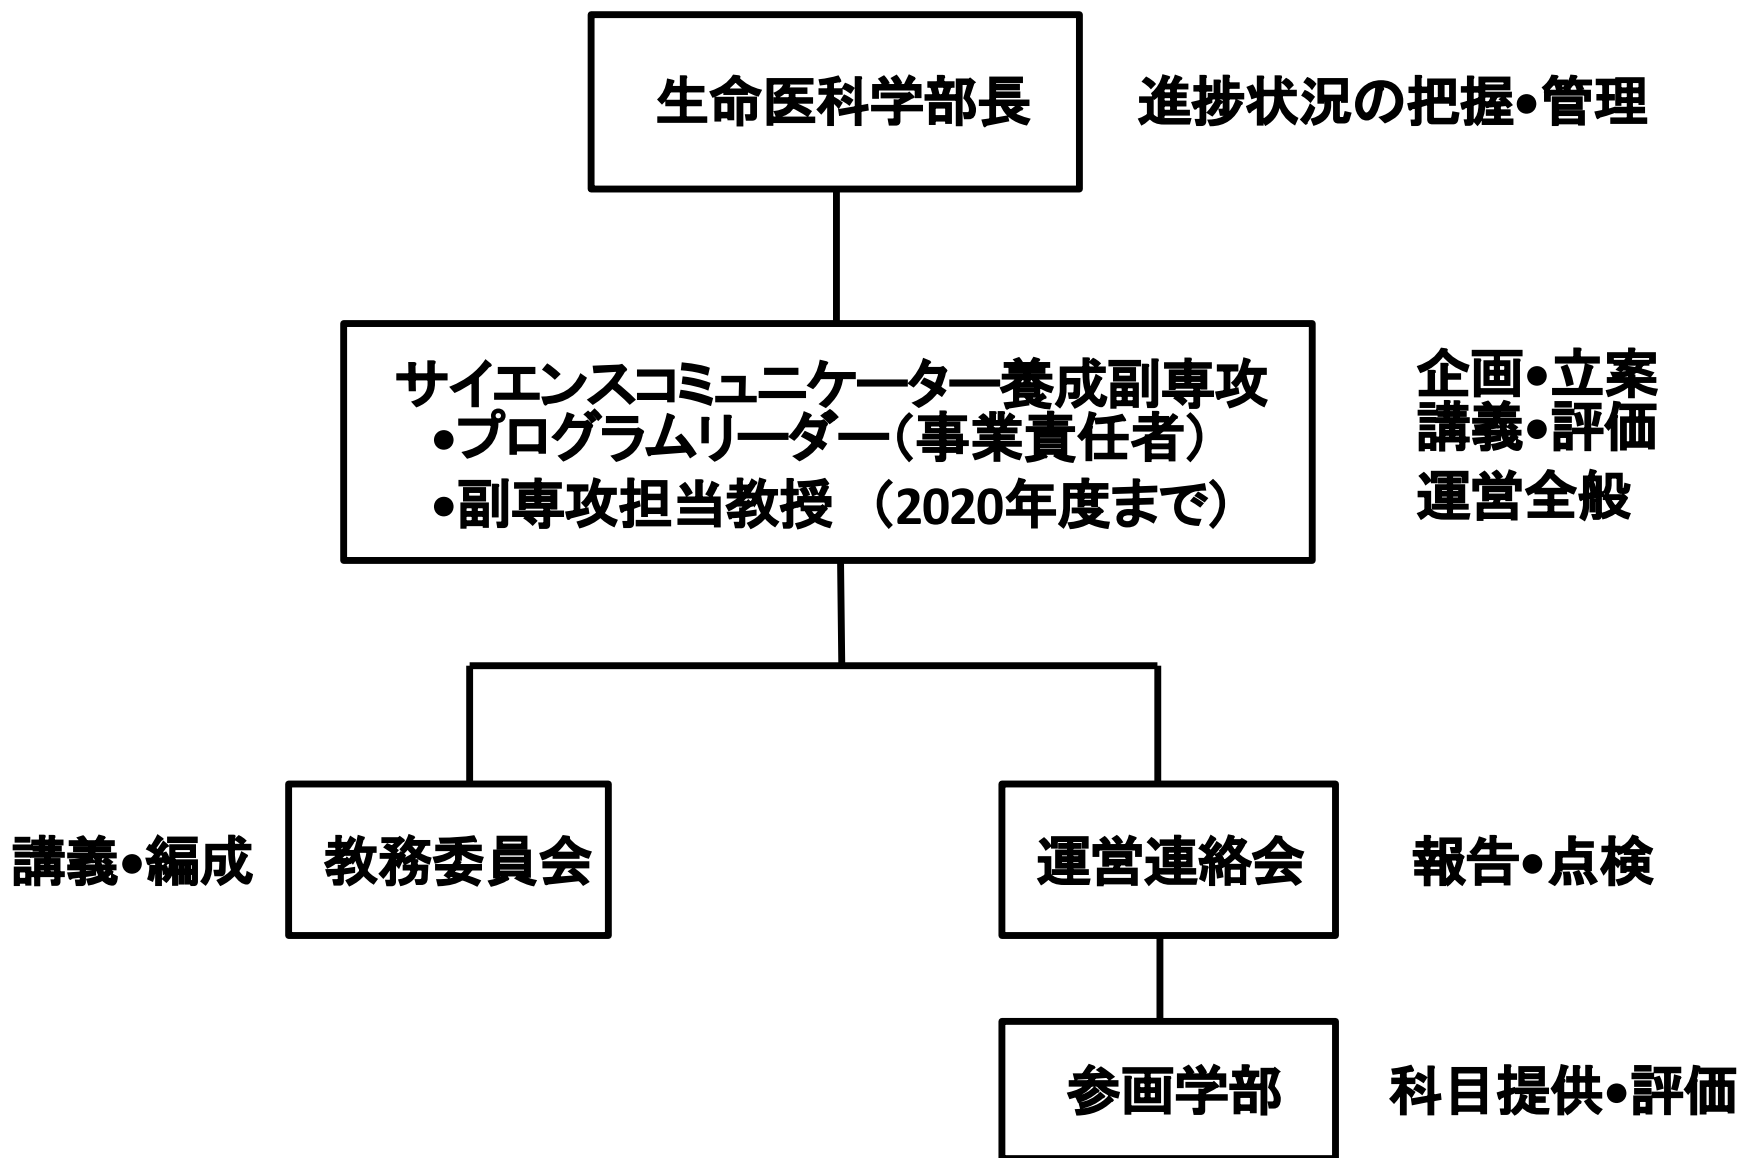 生命医科学部長
進捗状況の把握•管理
サイエンスコミュニケーター養成副専攻
•プログラムリーダー(事業責任者)
•副専攻担当教授 (2020年度まで)
企画•立案
講義•評価
運営全般
講義•編成
教務委員会
運営連絡会
報告•点検
参画学部
科目提供•評価